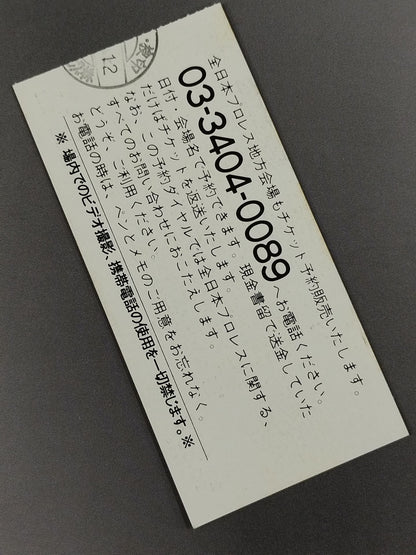 全日本プロレス地方会場もチケット予約販売いたします。
03-3404-0089へお電話ください。
日付、会場名で予約できます。現金書留で送金していた
だけばチケットを返送いたします。
なお、この予約ダイヤルでは全日本プロレスに関する、
すべてのお問い合わせにおこたえします。
どうぞ、ご利用ください。
お電話の時は、ペンとメモのご用意をお忘れなく。
※ 場内でのビデオ撮影、携帯電話の使用を一切禁じます。※
12